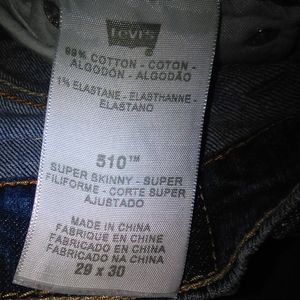 Levi's
99% COTTON - COTON -
ALGODÓN - ALGODÃO
1% ELASTANE - ELASTHANNE -
ELASTANO
510™
SUPER SKINNY - SUPER
FILIFORME - CORTE SUPER
AJUSTADO
MADE IN CHINA
FABRIQUE EN CHINE
FABRICADO EN CHINA
FABRICADO NA CHINA
29 x 30